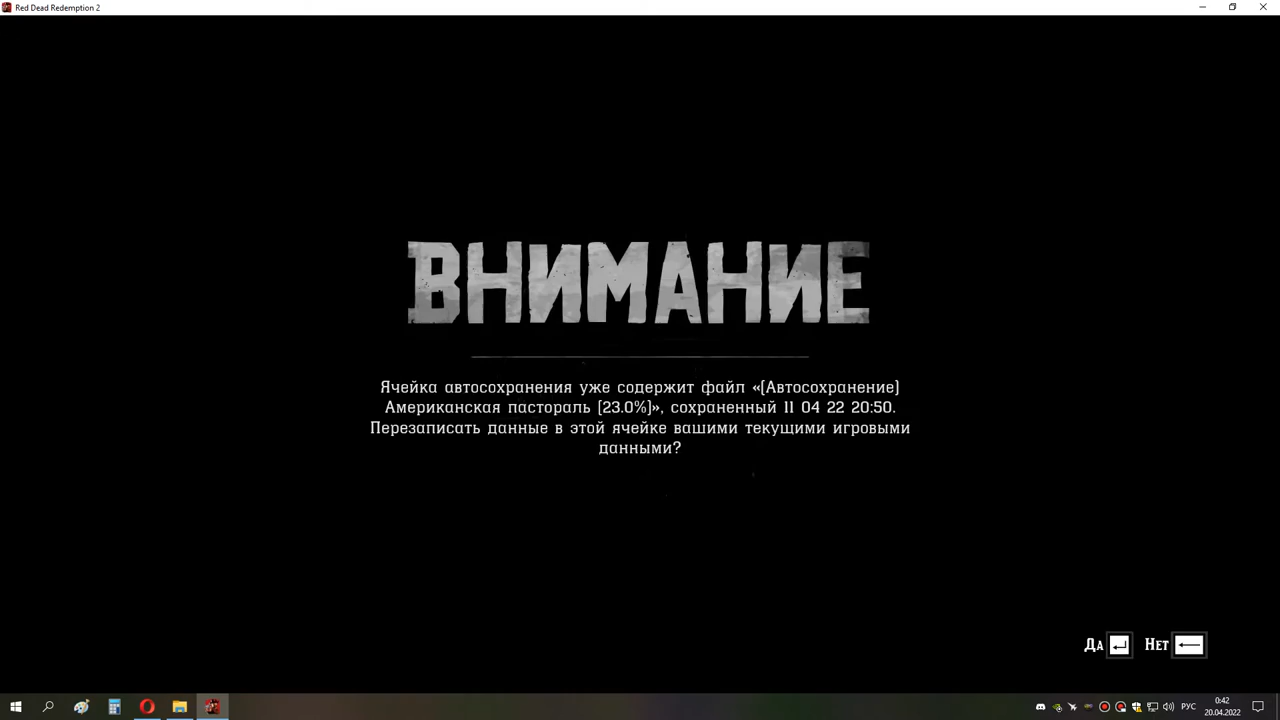 Red Dead Redemption 2
ВНИМАНИЕ
Ячейка автосохранения уже содержит файл «(Автосохранение)
Американская пастораль [23.0%]», сохраненный 11 04 22 20:50.
Перезаписать данные в этой ячейке вашими текущими игровыми
данными?
Да Нет
РУС
0:42
20.04.2022